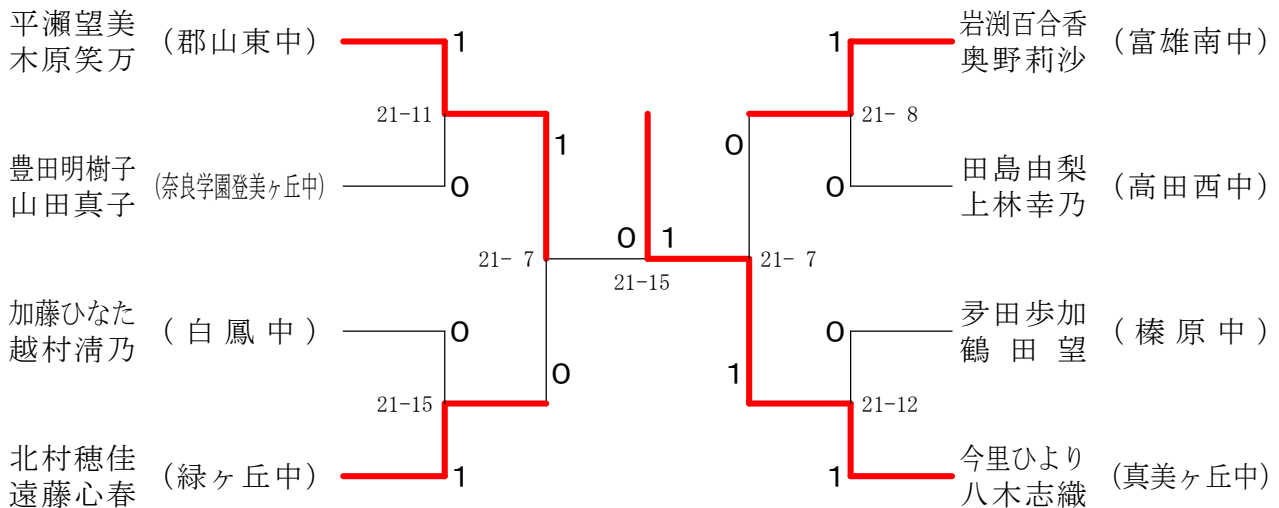 平瀨望美
木原笑万
(郡山東中)
1
21-11
豊田明樹子
山田真子
(奈良学園登美ヶ丘中)
0
1
21- 7
加藤ひなた
越村淸乃
(白鳳中)
0
0
21-15
北村穂佳
遠藤心春
(緑ヶ丘中)
1
0
1
21-15
岩渕百合香
奥野莉沙
(富雄南中)
1
21- 8
0
田島由梨
上林幸乃
(高田西中)
0
21- 7
夛田歩加
鶴田望
(榛原中)
0
1
21-12
今里ひより
八木志織
(真美ヶ丘中)
1